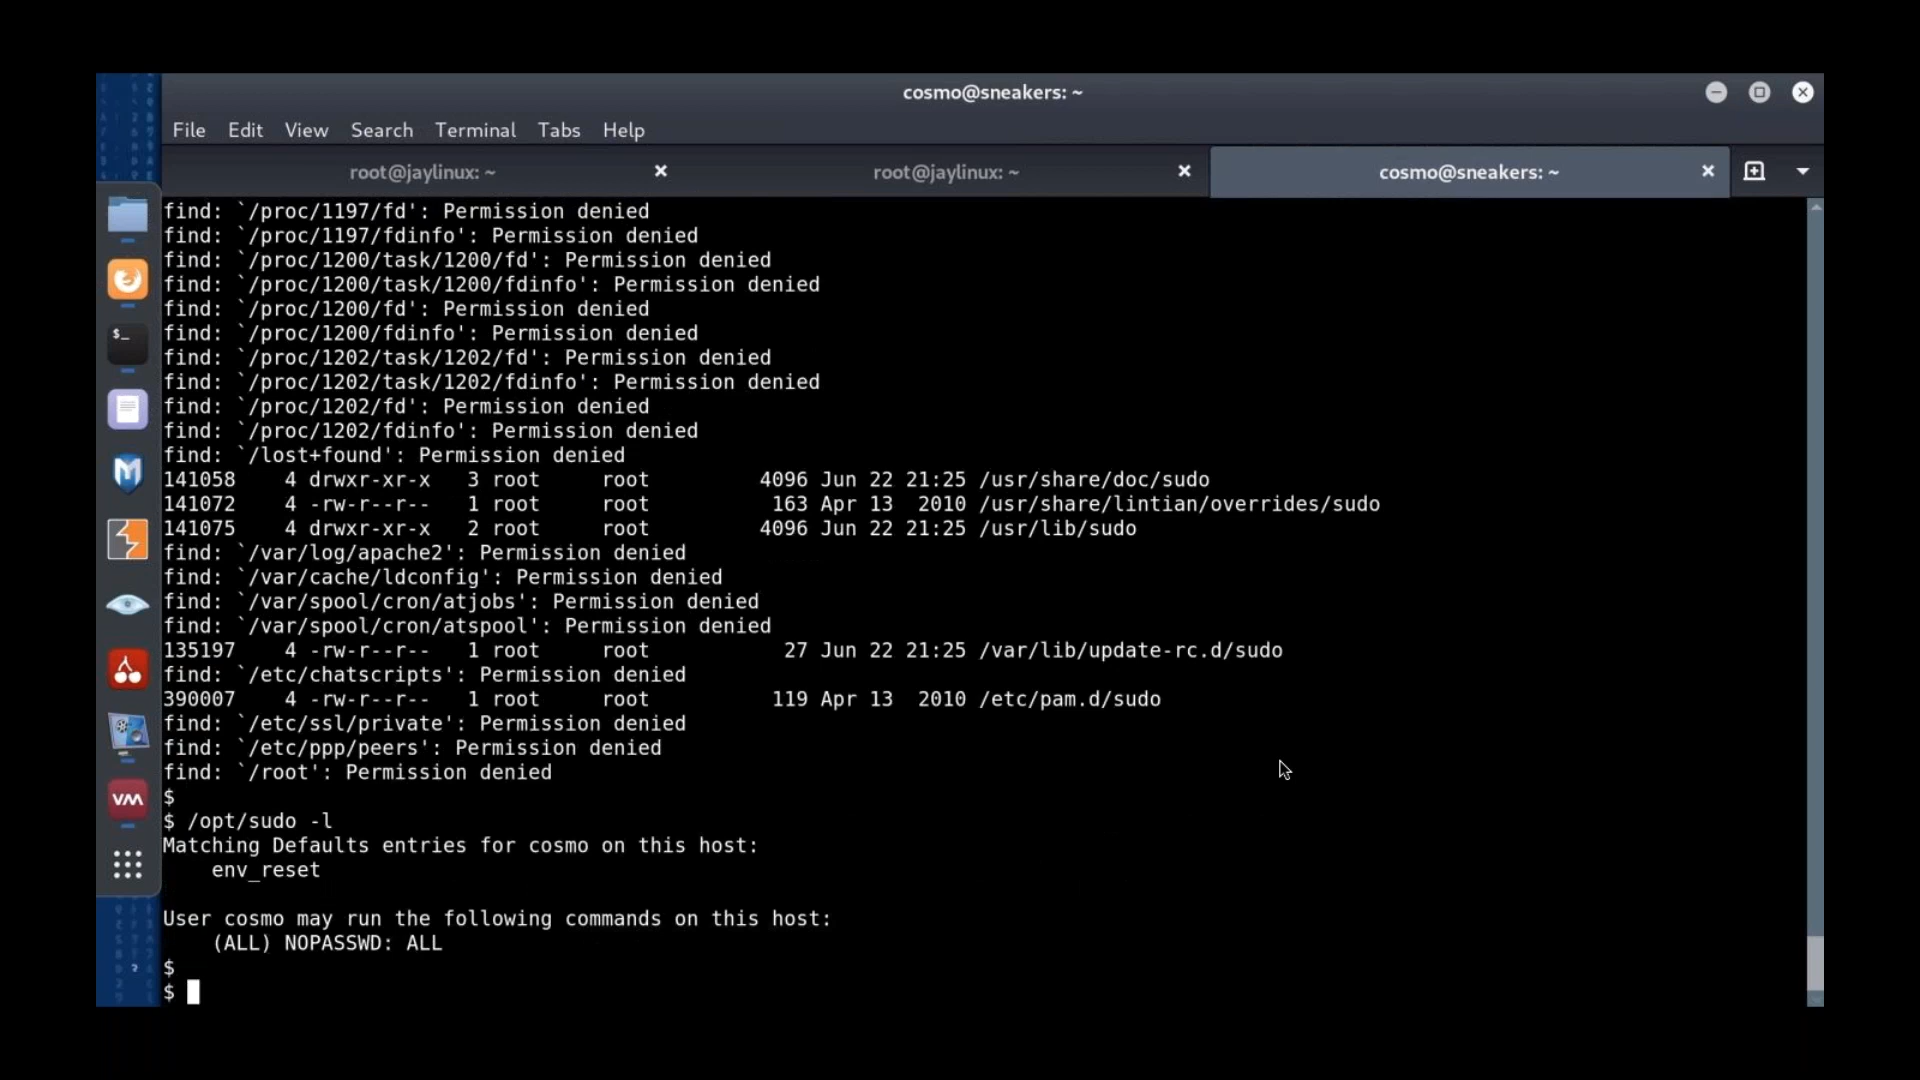 cosmo@sneakers: ~
File Edit View Search Terminal Tabs Help
root@jaylinux: ~ root@jaylinux: ~ cosmo@sneakers: ~
find: `/proc/1197/fd': Permission denied
find: `/proc/1197/fdinfo': Permission denied
find: `/proc/1200/task/1200/fd': Permission denied
find: `/proc/1200/task/1200/fdinfo': Permission denied
find: `/proc/1200/fd': Permission denied
find: `/proc/1200/fdinfo': Permission denied
find: `/proc/1202/task/1202/fd': Permission denied
find: `/proc/1202/task/1202/fdinfo': Permission denied
find: `/proc/1202/fd': Permission denied
find: `/proc/1202/fdinfo': Permission denied
find: `/lost+found': Permission denied
141058    4 drwxr-xr-x   3 root     root         4096 Jun 22 21:25 /usr/share/doc/sudo
141072    4 -rw-r--r--   1 root     root          163 Apr 13  2010 /usr/share/lintian/overrides/sudo
141075    4 drwxr-xr-x   2 root     root         4096 Jun 22 21:25 /usr/lib/sudo
find: `/var/log/apache2': Permission denied
find: `/var/cache/ldconfig': Permission denied
find: `/var/spool/cron/atjobs': Permission denied
find: `/var/spool/cron/atspool': Permission denied
135197    4 -rw-r--r--   1 root     root           27 Jun 22 21:25 /var/lib/update-rc.d/sudo
find: `/etc/chatscripts': Permission denied
390007    4 -rw-r--r--   1 root     root          119 Apr 13  2010 /etc/pam.d/sudo
find: `/etc/ssl/private': Permission denied
find: `/etc/ppp/peers': Permission denied
find: `/root': Permission denied
$
$ /opt/sudo -l
Matching Defaults entries for cosmo on this host:
    env_reset
User cosmo may run the following commands on this host:
    (ALL) NOPASSWD: ALL
$
$
$_
M
vm